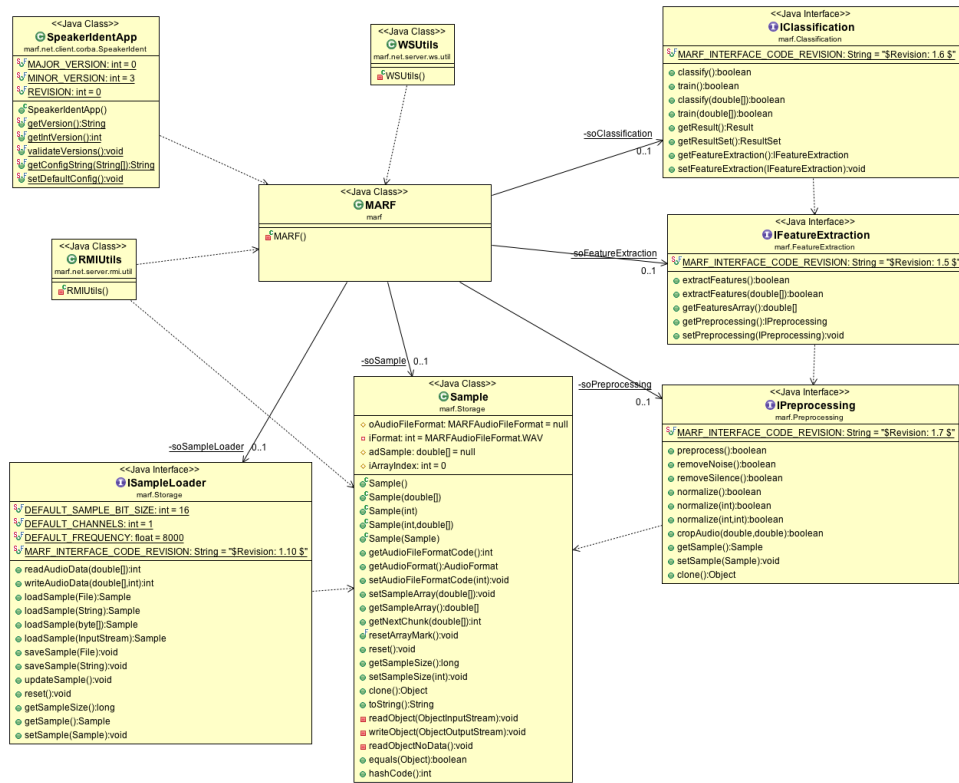 <<Java Class>>
SpeakerIdentApp
marf.net.client.corba.SpeakerIdent
MAJOR_VERSION: int = 0
MINOR_VERSION: int = 3
REVISION: int = 0
SpeakerIdentApp()
getVersion():String
getIntVersion():int
validateVersions():void
getConfigString(String[]):String
setDefaultConfig():void
<<Java Class>>
WSUtils
marf.net.server.ws.util
WSUtils()
<<Java Interface>>
IClassification
marf.Classification
MARF_INTERFACE_CODE_REVISION: String = "$Revision: 1.6 $"
classify():boolean
train():boolean
classify(double[]):boolean
train(double[]):boolean
getResult():Result
getResultSet():ResultSet
getFeatureExtraction():IFeatureExtraction
setFeatureExtraction(IFeatureExtraction):void
-soClassification
0..1
<<Java Class>>
MARF
marf
MARF()
<<Java Class>>
RMIUtils
marf.net.server.rmi.util
RMIUtils()
-soFeatureExtraction
0..1
<<Java Interface>>
IFeatureExtraction
marf.FeatureExtraction
MARF_INTERFACE_CODE_REVISION: String = "$Revision: 1.5 $"
extractFeatures():boolean
extractFeatures(double[]):boolean
getFeaturesArray():double[]
getPreprocessing():IPreprocessing
setPreprocessing(IPreprocessing):void
-soSample 0..1
-soPreprocessing
0..1
-soSampleLoader 0..1
<<Java Class>>
Sample
marf.Storage
oAudioFileFormat: MARFAudioFileFormat = null
iFormat: int = MARFAudioFileFormat.WAV
adSample: double[] = null
iArrayIndex: int = 0
Sample()
Sample(double[])
Sample(int)
Sample(int,double[])
Sample(Sample)
getAudioFileFormatCode():int
getAudioFormat():AudioFormat
setAudioFileFormatCode(int):void
setSampleArray(double[]):void
getSampleArray():double[]
getNextChunk(double[]):int
resetArrayMark():void
reset():void
getSampleSize():long
setSampleSize(int):void
clone():Object
toString():String
readObject(ObjectInputStream):void
writeObject(ObjectOutputStream):void
readObjectNoData():void
equals(Object):boolean
hashCode():int
<<Java Interface>>
IPreprocessing
marf.Preprocessing
MARF_INTERFACE_CODE_REVISION: String = "$Revision: 1.7 $"
preprocess():boolean
removeNoise():boolean
removeSilence():boolean
normalize():boolean
normalize(int):boolean
normalize(int,int):boolean
cropAudio(double,double):boolean
getSample():Sample
setSample(Sample):void
clone():Object
<<Java Interface>>
ISampleLoader
marf.Storage
DEFAULT_SAMPLE_BIT_SIZE: int = 16
DEFAULT_CHANNELS: int = 1
DEFAULT_FREQUENCY: float = 8000
MARF_INTERFACE_CODE_REVISION: String = "$Revision: 1.10 $"
readAudioData(double[]):int
writeAudioData(double[],int):int
loadSample(File):Sample
loadSample(String):Sample
loadSample(byte[]):Sample
loadSample(InputStream):Sample
saveSample(File):void
saveSample(String):void
updateSample():void
reset():void
getSampleSize():long
getSample():Sample
setSample(Sample):void